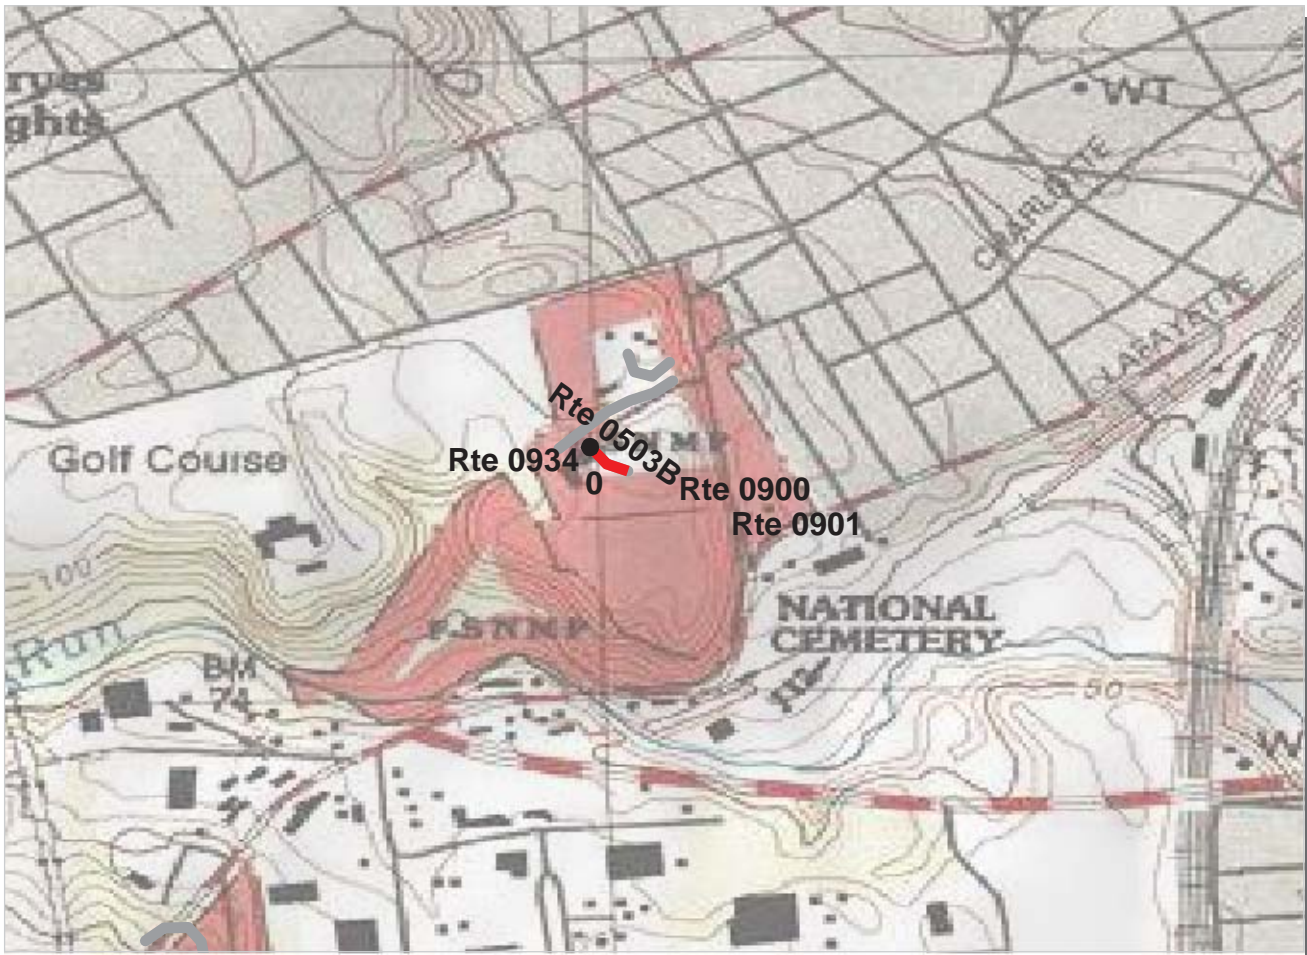 WT
CHARLOTTE
LAFAYETTE
Rte 0503B
Golf Course
Rte 0934
0
Rte 0900
Rte 0901
100
NATIONAL
CEMETERY
FSNMP
Run
BM
74
50
W